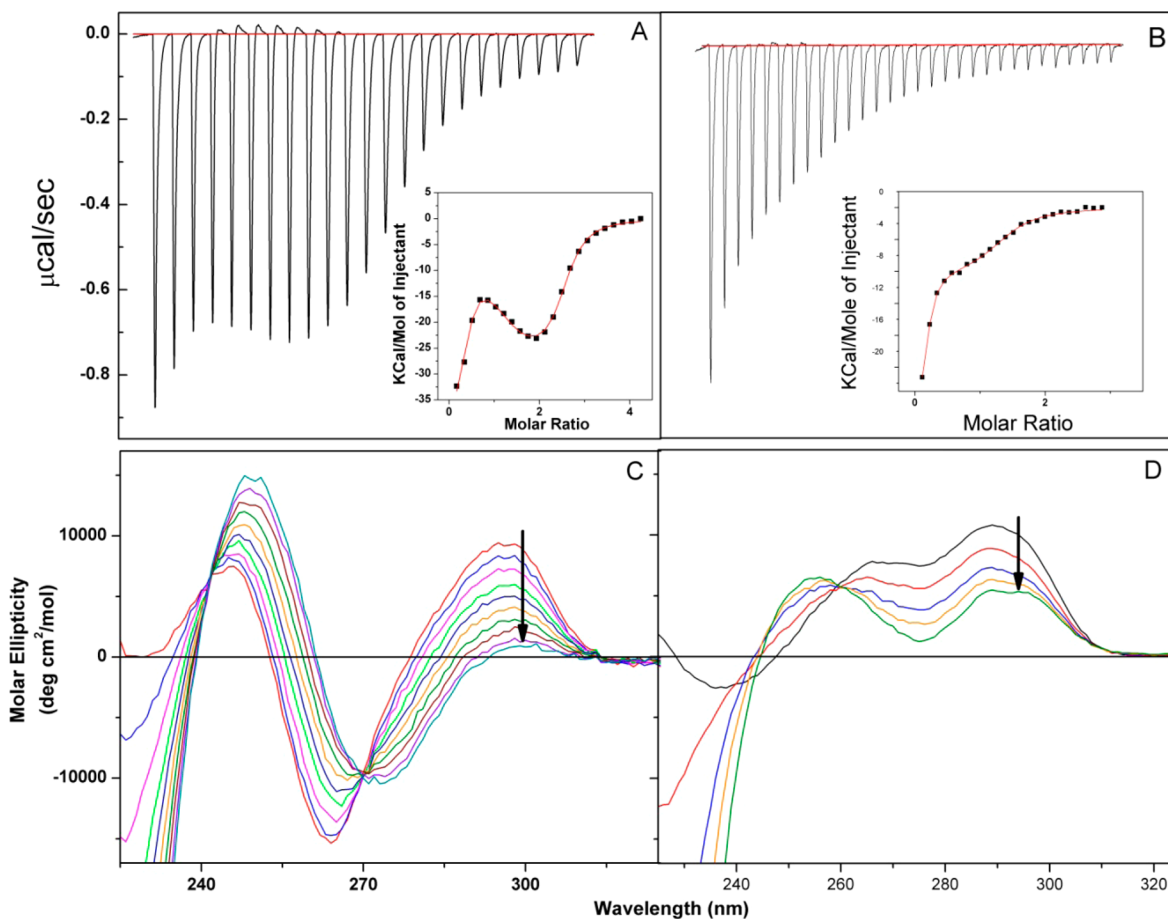 A
B
0.0
-0.2
-0.4
-0.6
-0.8
μcal/sec
5
0
-5
-10
-15
-20
-25
-30
-35
KCal/Mol of Injectant
0 2 4
Molar Ratio
0
-4
-8
-12
-16
-20
KCal/Mole of Injectant
0 2
Molar Ratio
C
D
10000
0
-10000
Molar Ellipticity
(deg cm²/mol)
240 270 300
240 260 280 300 320
Wavelength (nm)